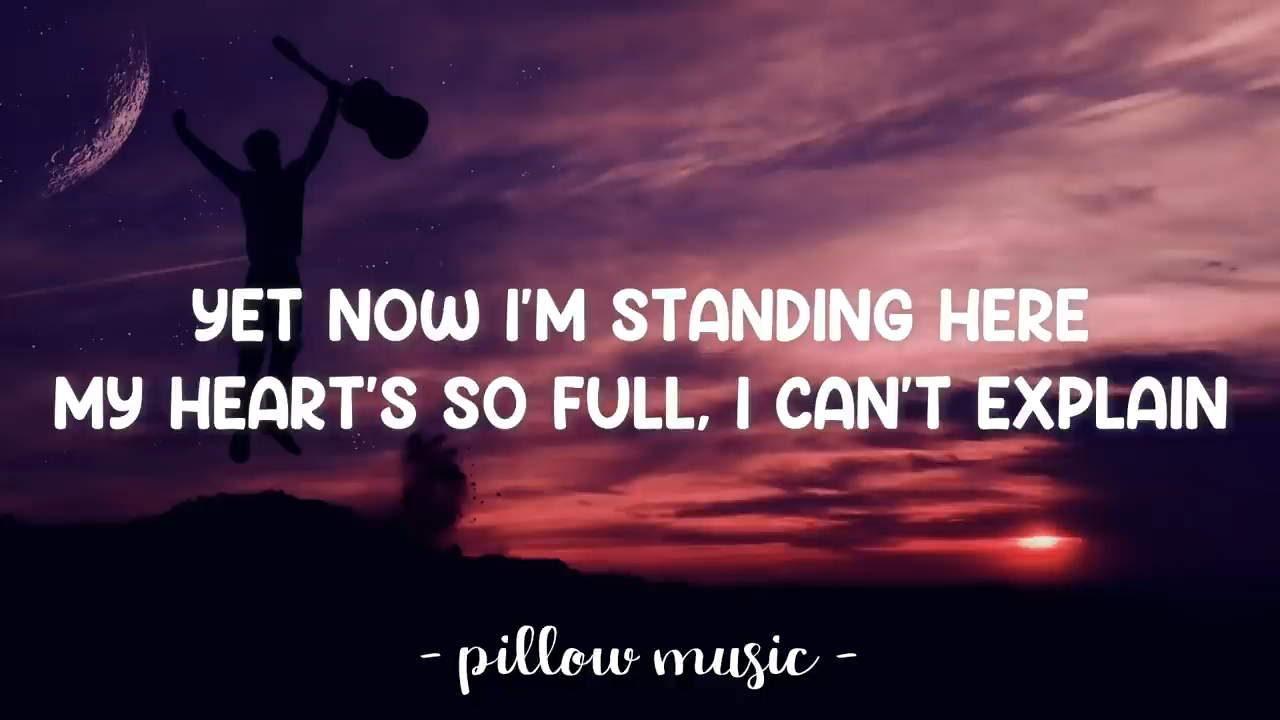 YET NOW I'M STANDING HERE
MY HEART'S SO FULL, I CAN'T EXPLAIN
- pillow music -